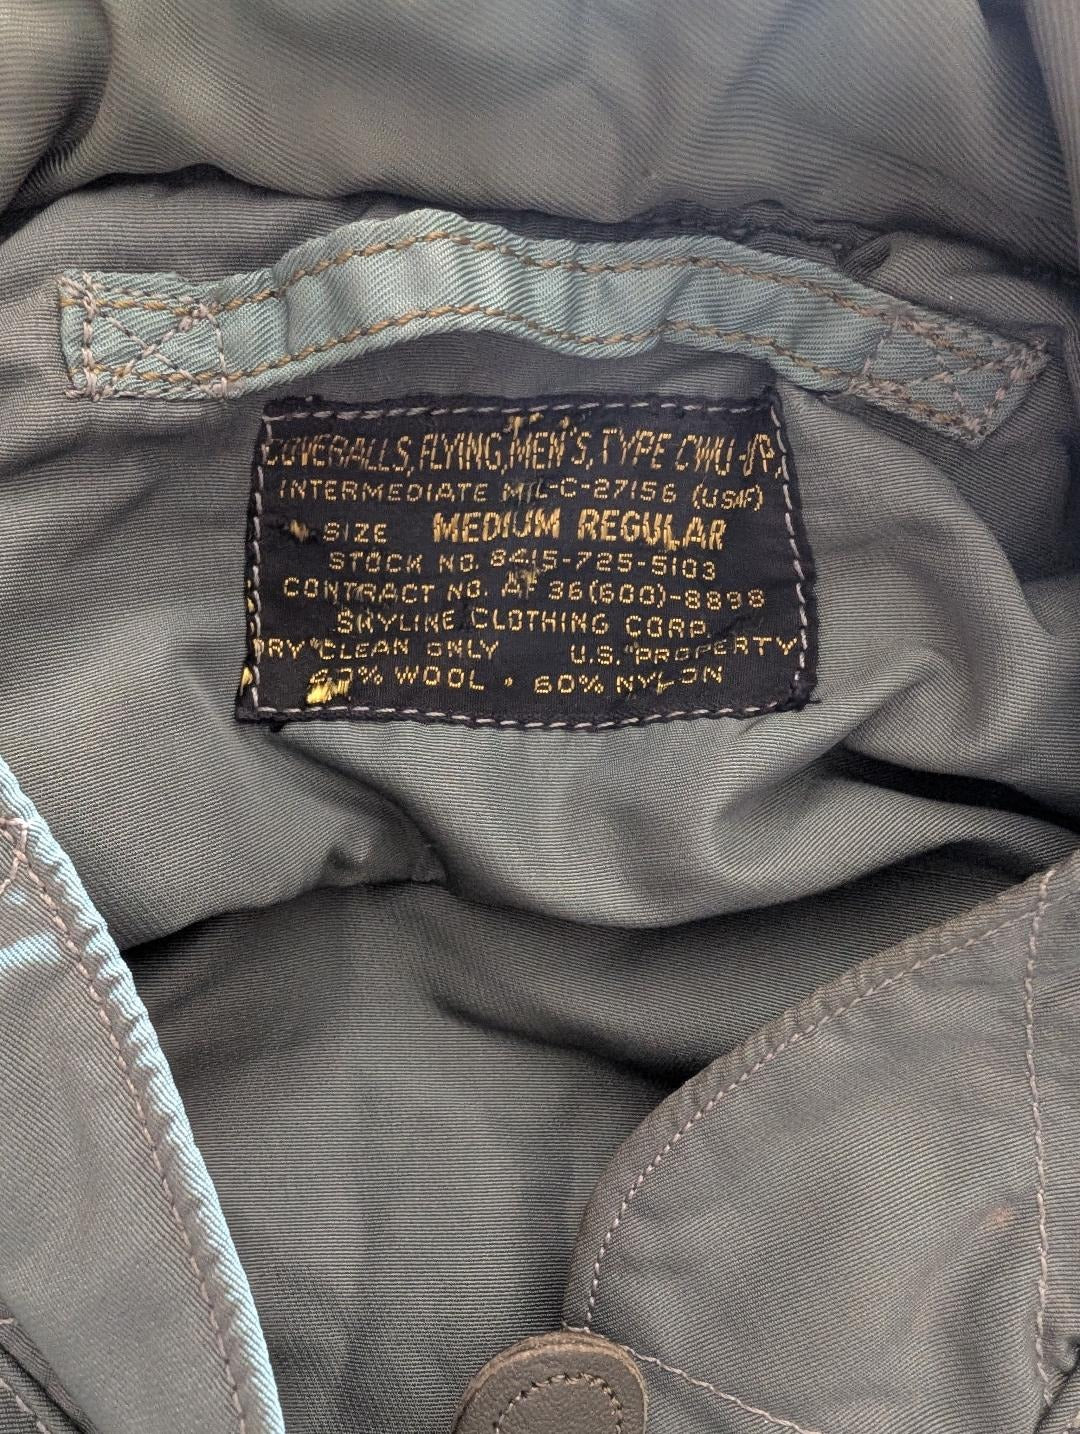 COVERALLS, FLYING, MEN'S, TYPE CWU-1/P,
INTERMEDIATE MIL-C-27156 (USAF)
SIZE MEDIUM REGULAR
STOCK NO. 8415-725-5103
CONTRACT NO. AF 36(600)-8898
SKYLINE CLOTHING CORP
DRY CLEAN ONLY U.S. PROPERTY
% WOOL · 60% NYLON